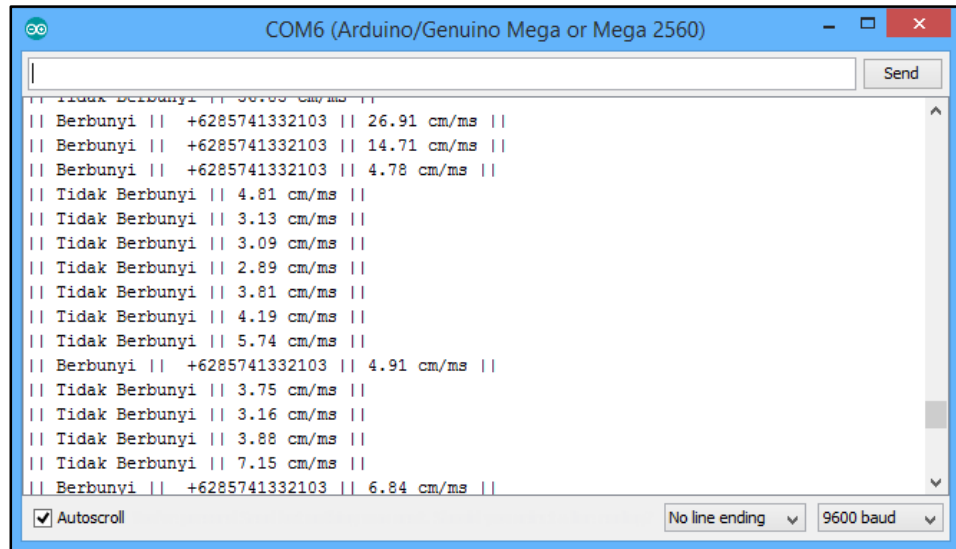 COM6 (Arduino/Genuino Mega or Mega 2560)
Send
|| Tidak Berbunyi || cm/ms ||
|| Berbunyi ||  +6285741332103 || 26.91 cm/ms ||
|| Berbunyi ||  +6285741332103 || 14.71 cm/ms ||
|| Berbunyi ||  +6285741332103 || 4.78 cm/ms ||
|| Tidak Berbunyi || 4.81 cm/ms ||
|| Tidak Berbunyi || 3.13 cm/ms ||
|| Tidak Berbunyi || 3.09 cm/ms ||
|| Tidak Berbunyi || 2.89 cm/ms ||
|| Tidak Berbunyi || 3.81 cm/ms ||
|| Tidak Berbunyi || 4.19 cm/ms ||
|| Tidak Berbunyi || 5.74 cm/ms ||
|| Berbunyi ||  +6285741332103 || 4.91 cm/ms ||
|| Tidak Berbunyi || 3.75 cm/ms ||
|| Tidak Berbunyi || 3.16 cm/ms ||
|| Tidak Berbunyi || 3.88 cm/ms ||
|| Tidak Berbunyi || 7.15 cm/ms ||
|| Berbunyi ||  +6285741332103 || 6.84 cm/ms ||
Autoscroll No line ending 9600 baud